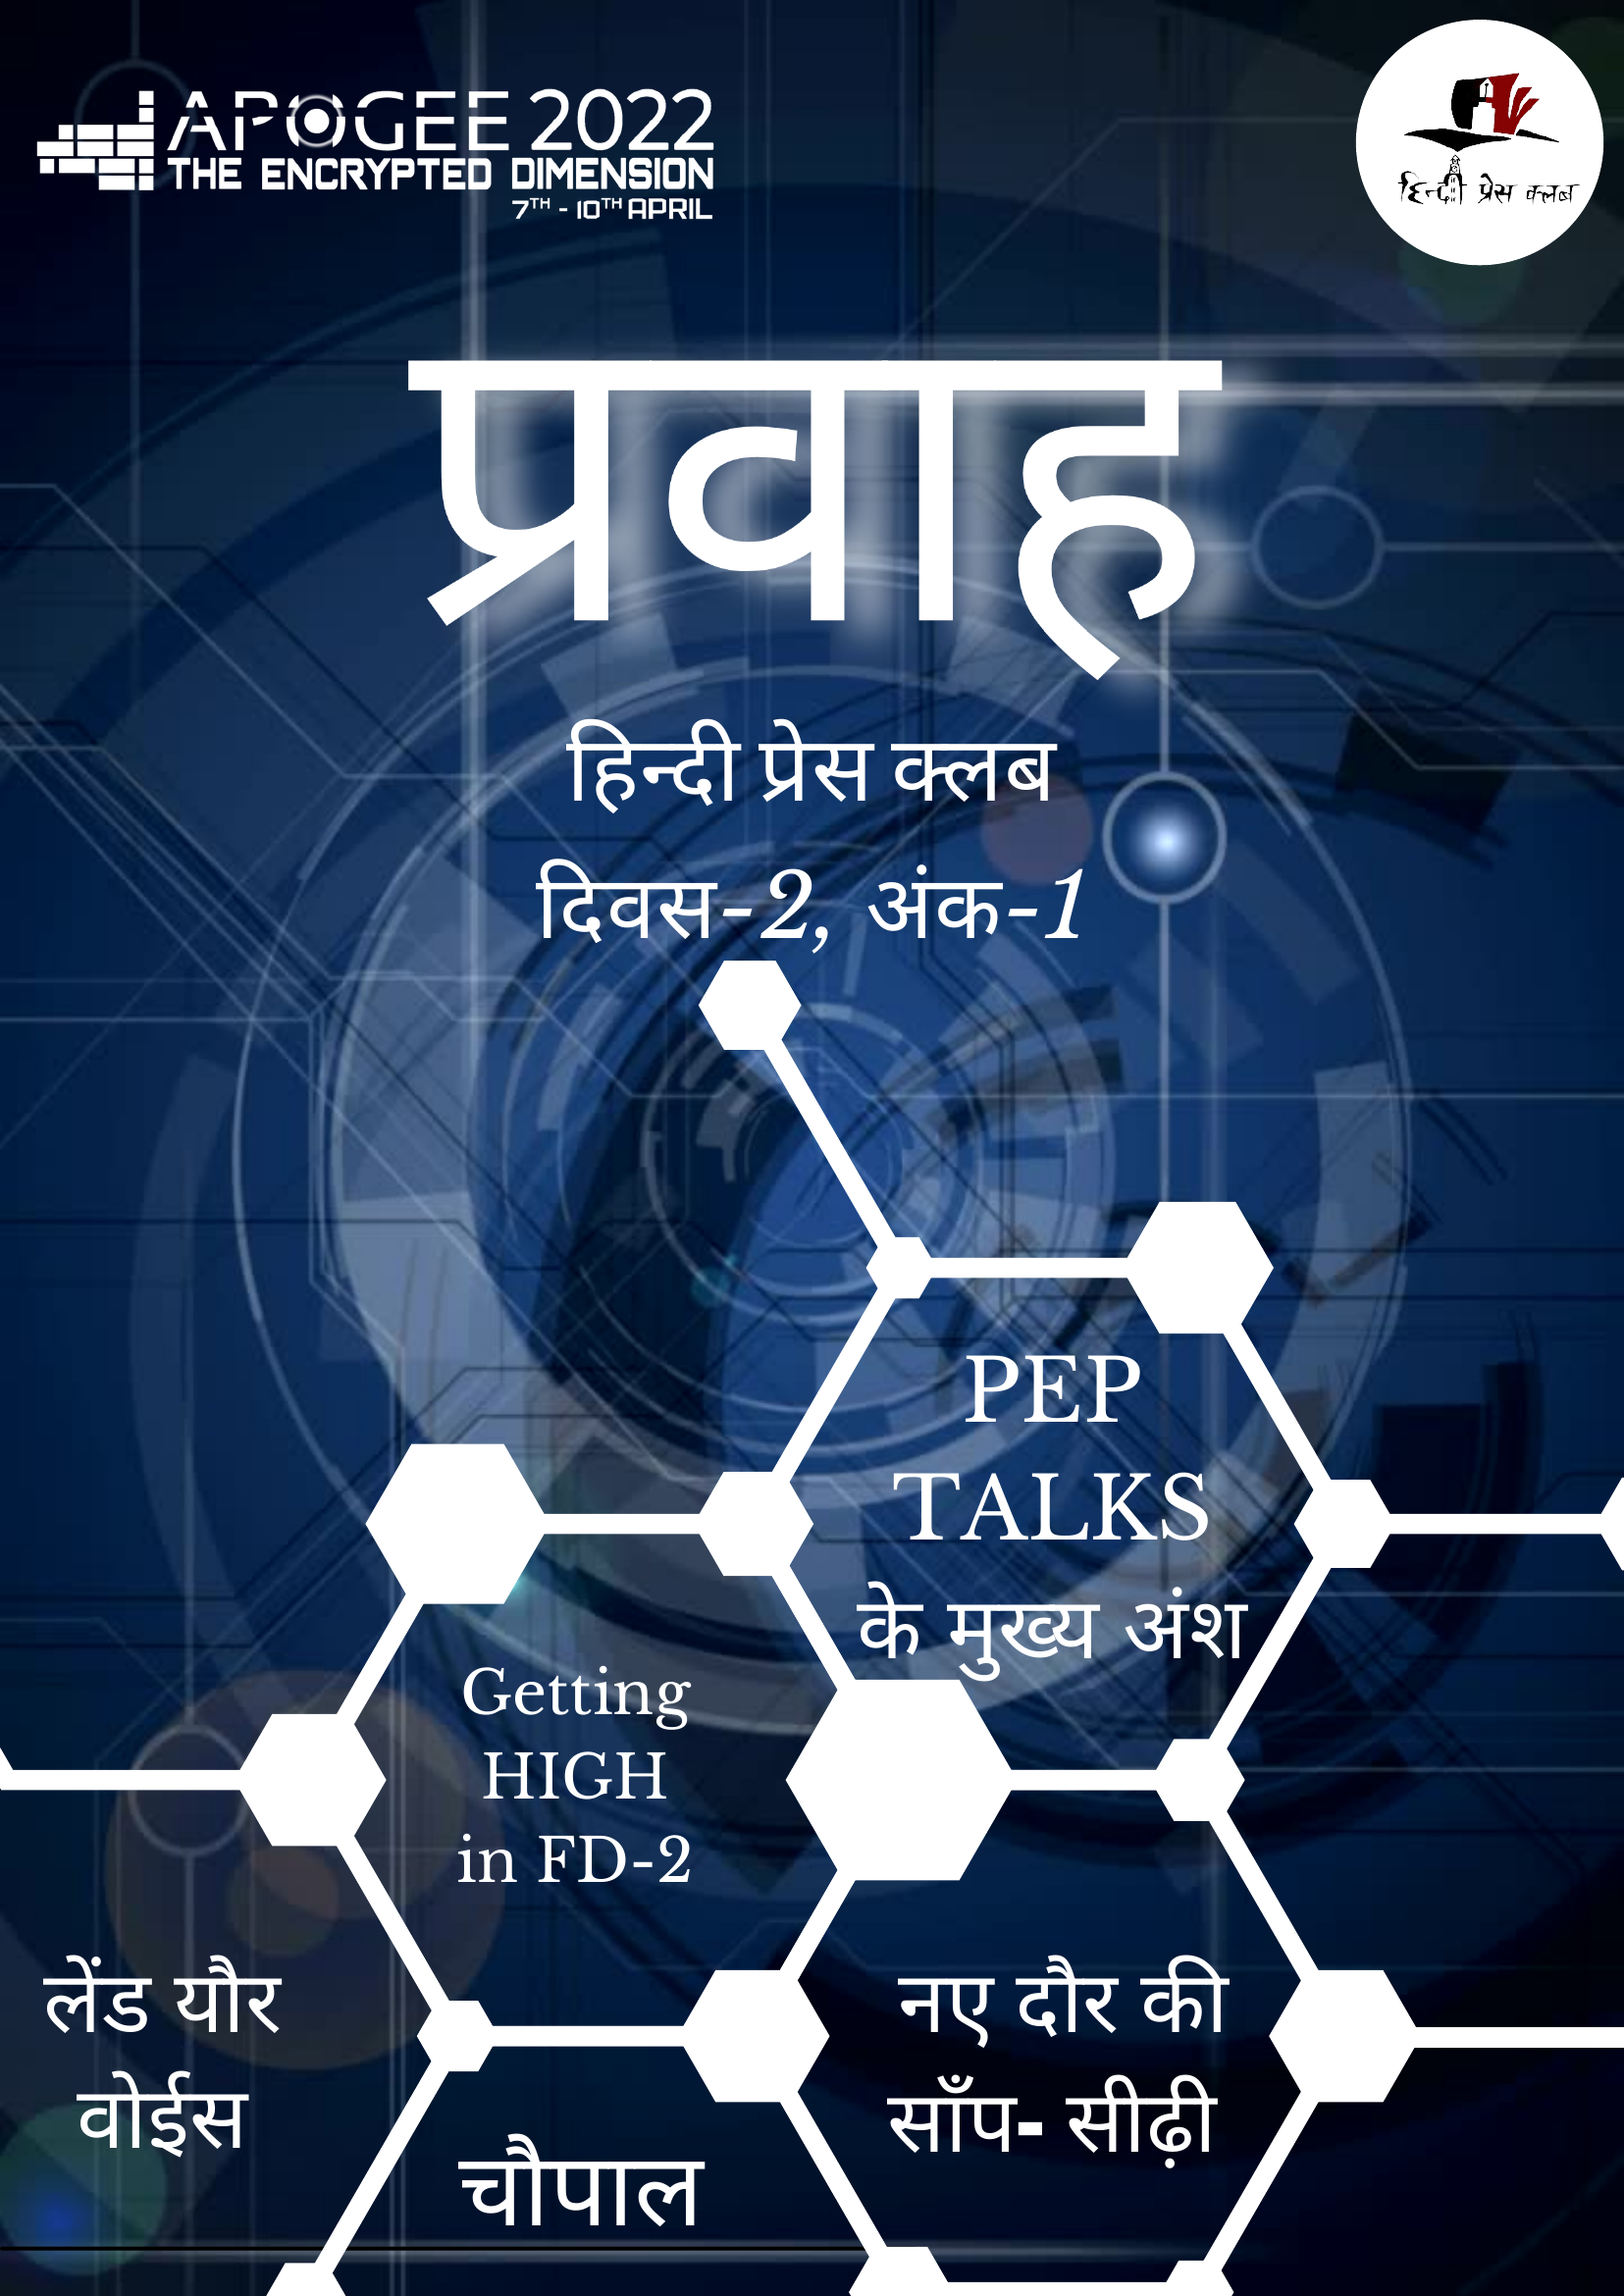 APOGEE 2022
THE ENCRYPTED DIMENSION
7TH - 10TH APRIL
हिन्दी प्रेस क्लब
प्रवाह
हिन्दी प्रेस क्लब
दिवस-2, अंक-1
PEP
TALKS
के मुख्य अंश
Getting
HIGH
in FD-2
लेंड यौर
वोईस
चौपाल
नए दौर की
साँप- सीढ़ी